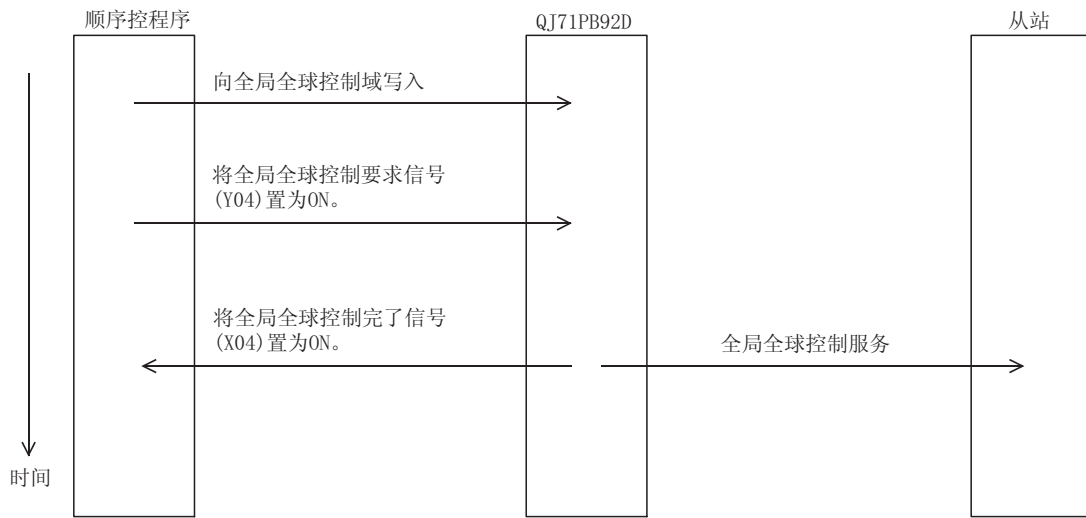 顺序控程序
QJ71PB92D
从站
向全局全球控制域写入
将全局全球控制要求信号
(Y04)置为ON。
将全局全球控制完了信号
(X04)置为ON。
全局全球控制服务
时间